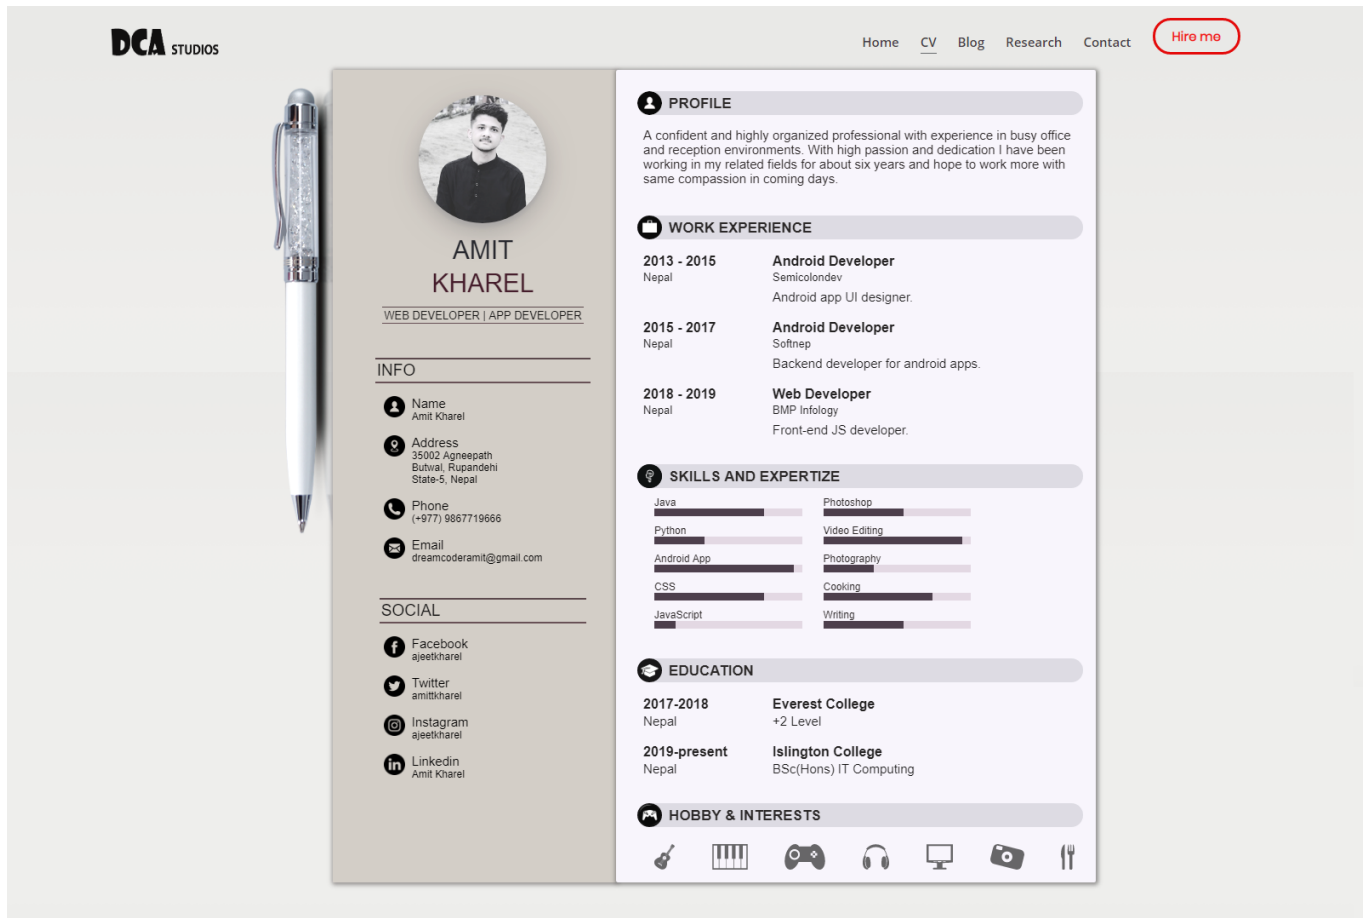 DCA STUDIOS
Home CV Blog Research Contact Hire me
AMIT
KHAREL
WEB DEVELOPER | APP DEVELOPER
INFO
Name
Amit Kharel
Address
35002 Agneepath
Butwal, Rupandehi
State-5, Nepal
Phone
(+977) 9867719666
Email
dreamcoderamit@gmail.com
SOCIAL
Facebook
ajeetkharel
Twitter
amittkharel
Instagram
ajeetkharel
Linkedin
Amit Kharel
PROFILE
A confident and highly organized professional with experience in busy office
and reception environments. With high passion and dedication I have been
working in my related fields for about six years and hope to work more with
same compassion in coming days.
WORK EXPERIENCE
2013 - 2015 Android Developer
Nepal Semicolondev
Android app UI designer.
2015 - 2017 Android Developer
Nepal Softnep
Backend developer for android apps.
2018 - 2019 Web Developer
Nepal BMP Infology
Front-end JS developer.
SKILLS AND EXPERTIZE
Java Photoshop
Python Video Editing
Android App Photography
CSS Cooking
JavaScript Writing
EDUCATION
2017-2018 Everest College
Nepal +2 Level
2019-present Islington College
Nepal BSc(Hons) IT Computing
HOBBY & INTERESTS